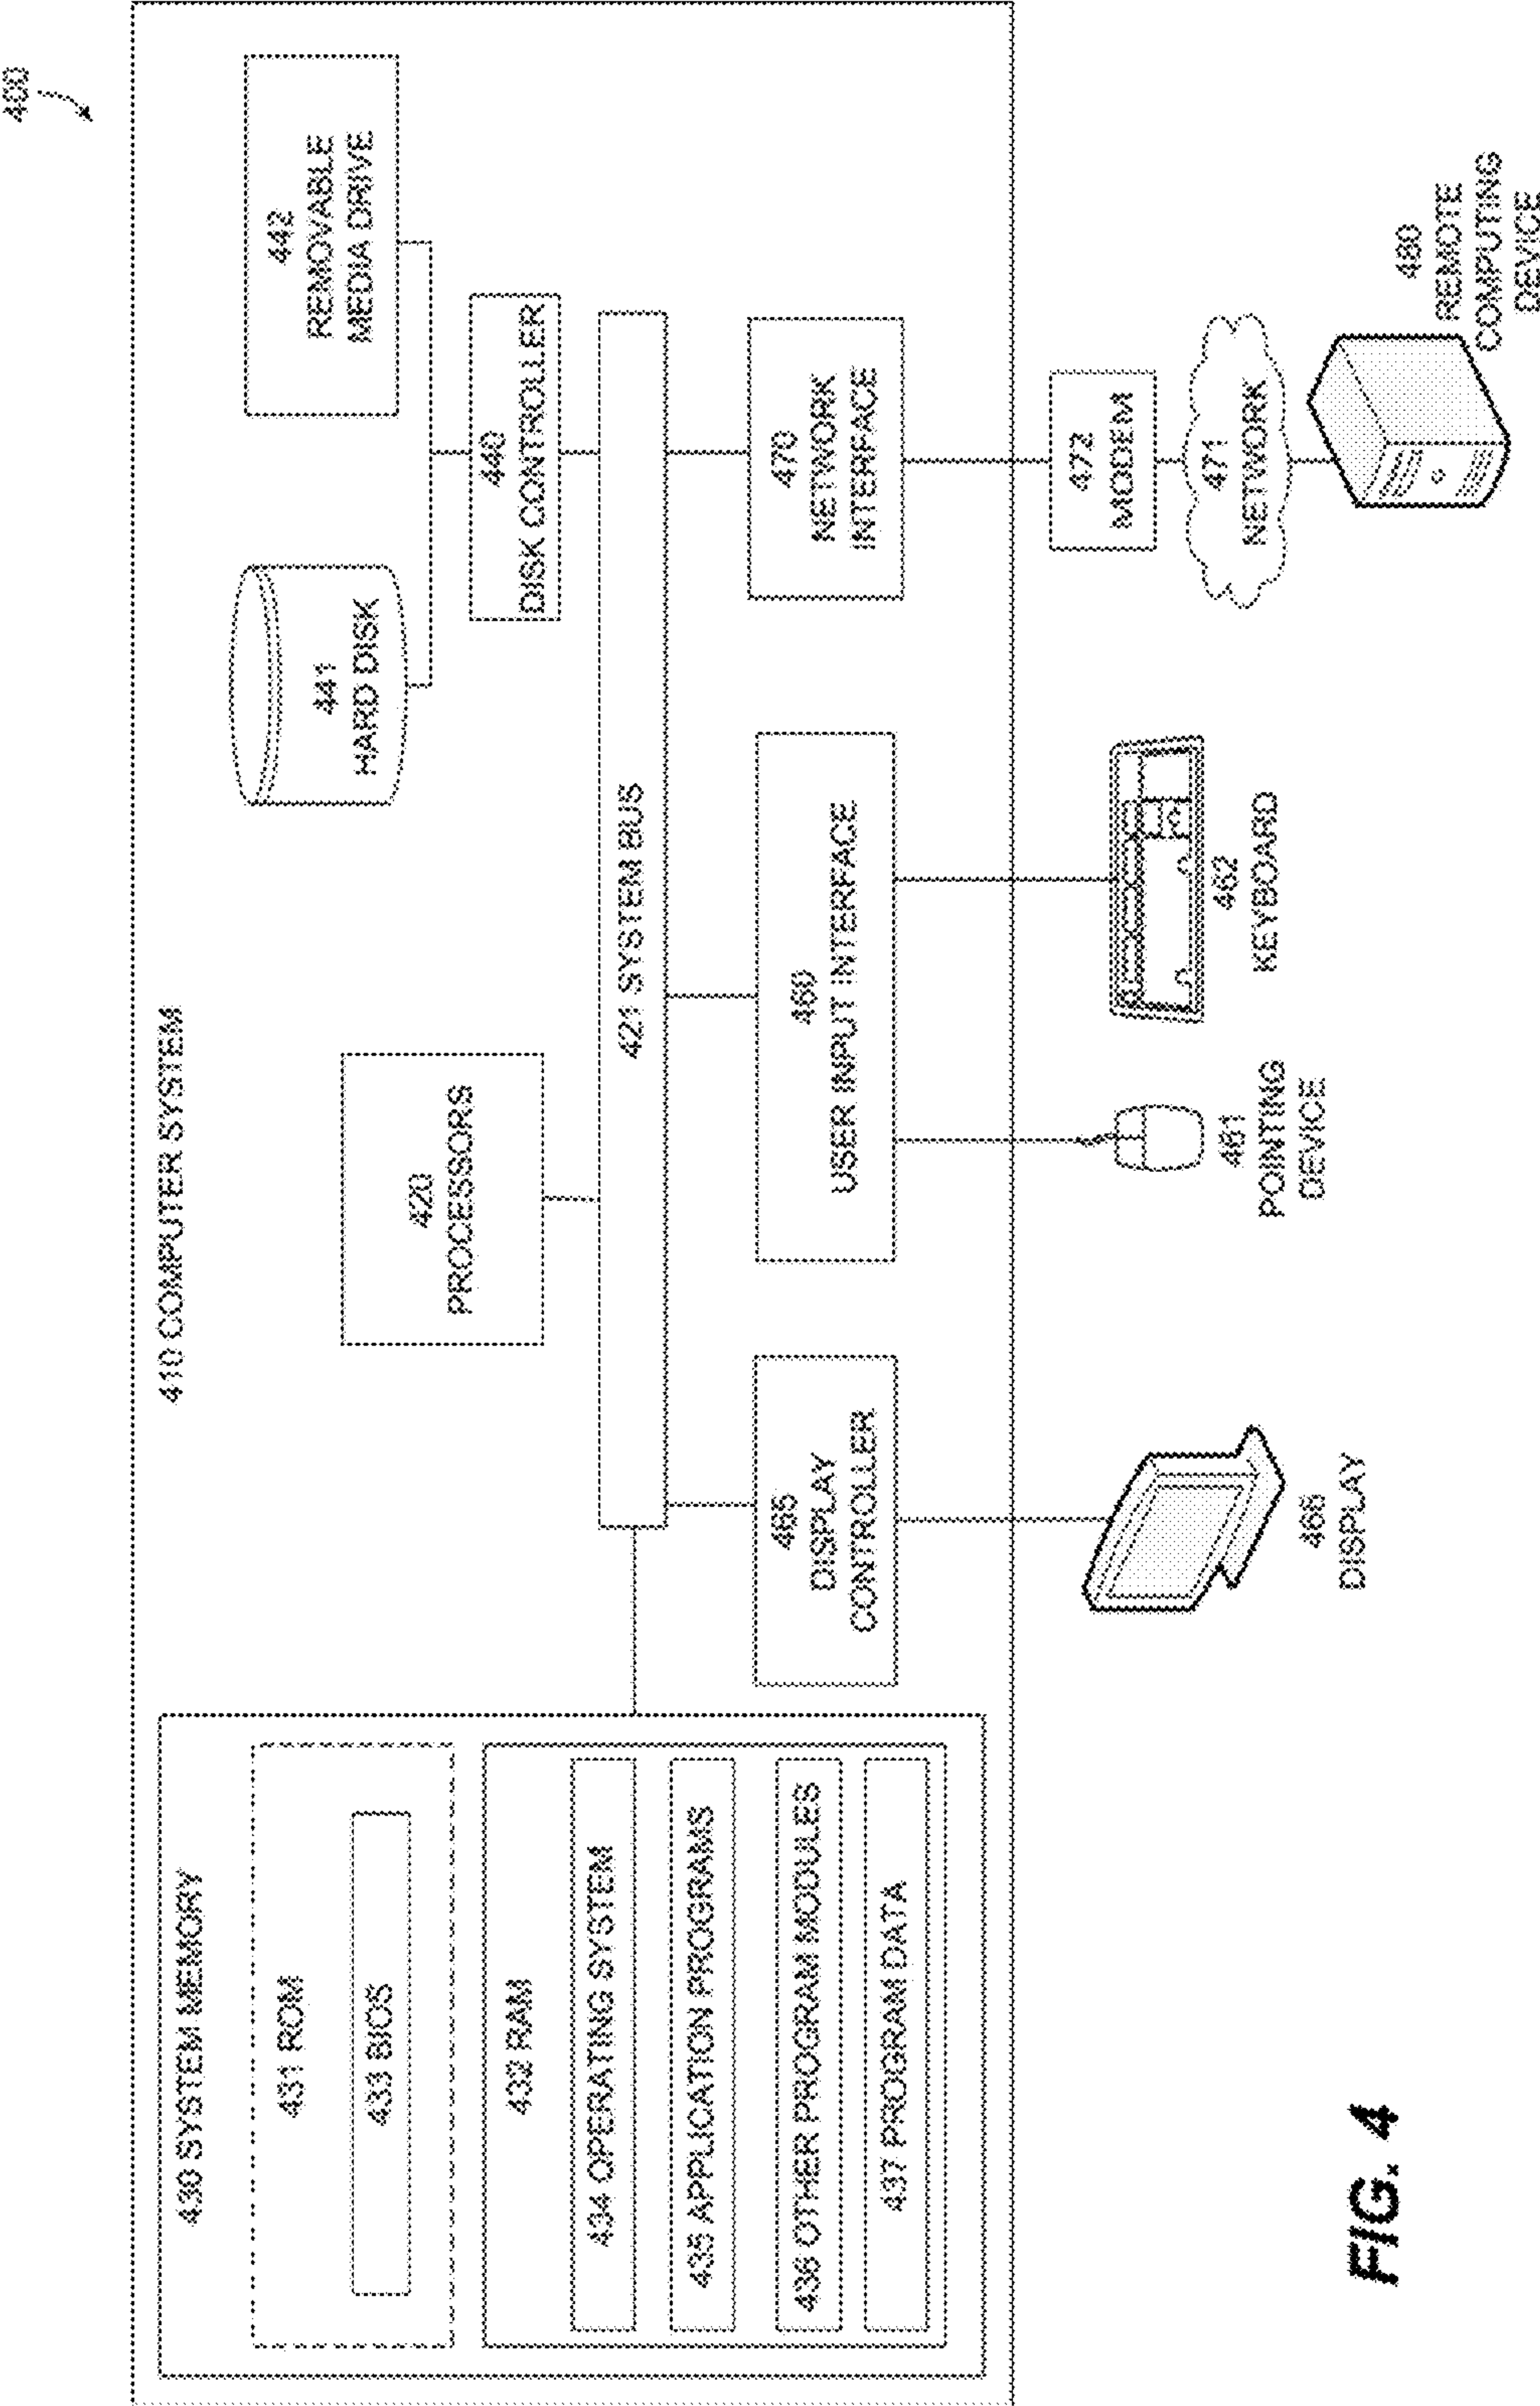 400
410 COMPUTER SYSTEM
430 SYSTEM MEMORY
431 ROM
433 BIOS
432 RAM
434 OPERATING SYSTEM
435 APPLICATION PROGRAMS
436 OTHER PROGRAM MODULES
437 PROGRAM DATA
420
PROCESSORS
441
HARD DISK
442
REMOVABLE
MEDIA DRIVE
440
DISK CONTROLLER
421 SYSTEM BUS
465
DISPLAY
CONTROLLER
460
USER INPUT INTERFACE
470
NETWORK
INTERFACE
472
MODEM
471
NETWORK
466
DISPLAY
461
POINTING
DEVICE
462
KEYBOARD
480
REMOTE
COMPUTING
DEVICE
FIG. 4